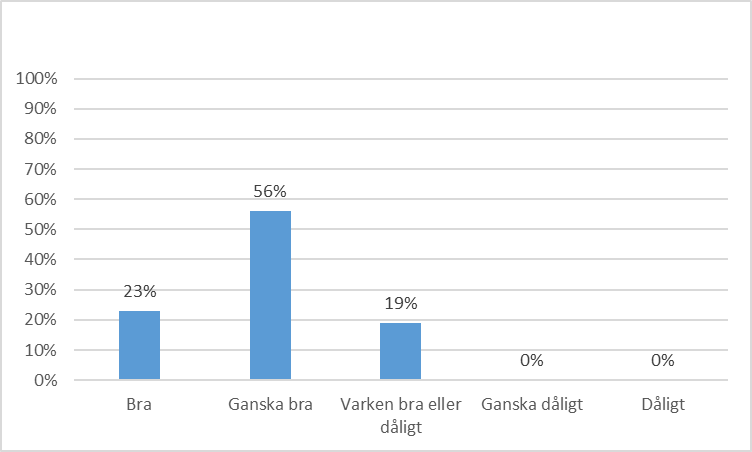 100%
90%
80%
70%
60%
50%
40%
30%
20%
10%
0%
23%
56%
19%
0%
0%
Bra
Ganska bra
Varken bra eller
dåligt
Ganska dåligt
Dåligt